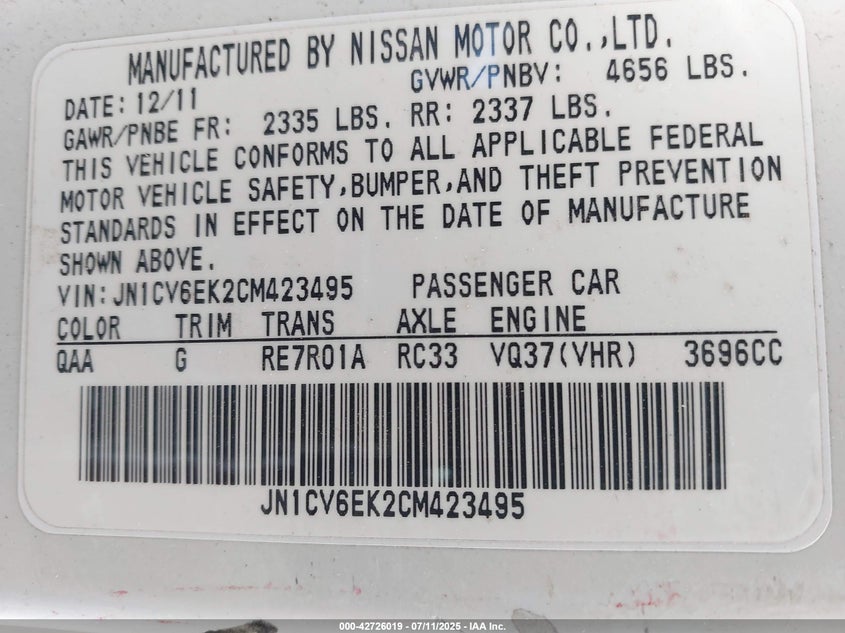 MANUFACTURED BY NISSAN MOTOR CO.,LTD.
DATE: 12/11 GVWR/PNBV: 4656 LBS.
GAWR/PNBE FR: 2335 LBS. RR: 2337 LBS.
THIS VEHICLE CONFORMS TO ALL APPLICABLE FEDERAL
MOTOR VEHICLE SAFETY,BUMPER,AND THEFT PREVENTION
STANDARDS IN EFFECT ON THE DATE OF MANUFACTURE
SHOWN ABOVE.
VIN: JN1CV6EK2CM423495 PASSENGER CAR
COLOR TRIM TRANS AXLE ENGINE
QAA G RE7R01A RC33 VQ37(VHR) 3696CC
JN1CV6EK2CM423495
000-42726019 - 07/11/2025 - IAA Inc.